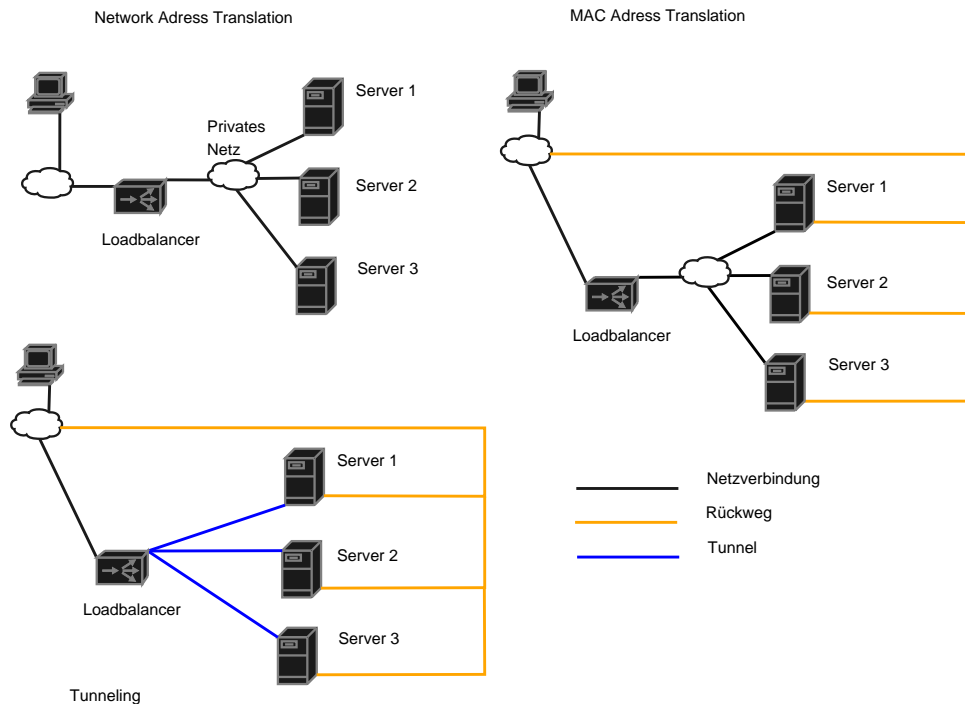 Network Adress Translation
Server 1
Privates
Netz
Server 2
Loadbalancer
Server 3
MAC Adress Translation
Server 1
Server 2
Loadbalancer
Server 3
Server 1
Server 2
Loadbalancer
Server 3
Tunneling
Netzverbindung
Rückweg
Tunnel